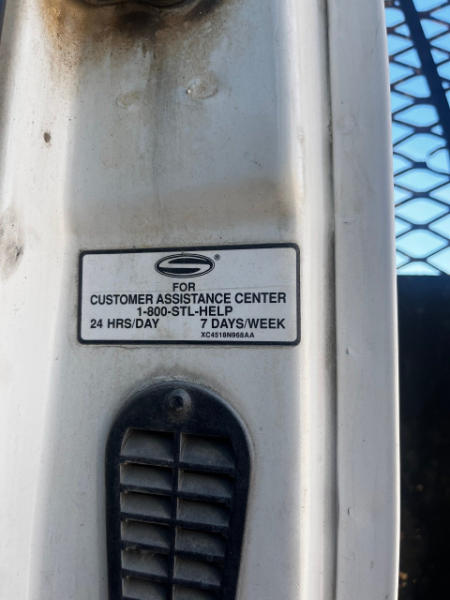 ®
FOR
CUSTOMER ASSISTANCE CENTER
1-800-STL-HELP
24 HRS/DAY 7 DAYS/WEEK
XC4518N968AA